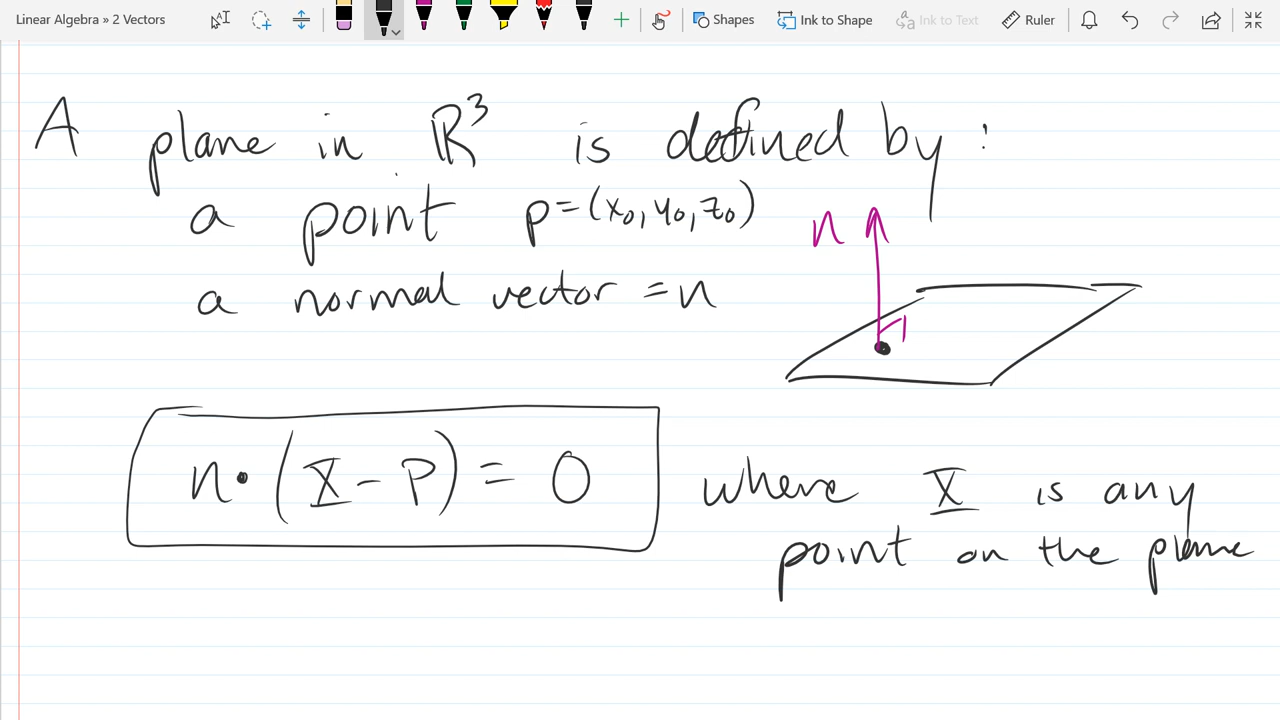 Linear Algebra » 2 Vectors
Shapes
Ink to Shape
Ink to Text
Ruler
A plane in ℝ³ is defined by:
a point p=(x₀,y₀,z₀)
n
a normal vector = n
n•(X-P) = 0
where X is any
point on the plane